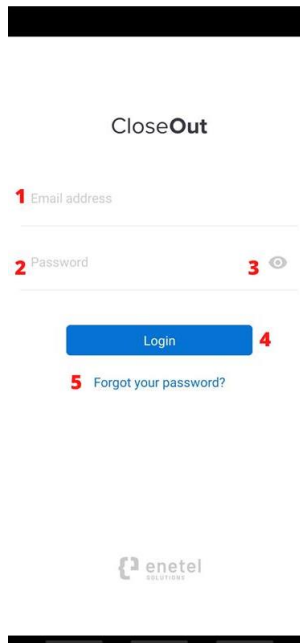 CloseOut
1 Email address
2 Password 3
Login 4
5 Forgot your password?
enetel
SOLUTIONS